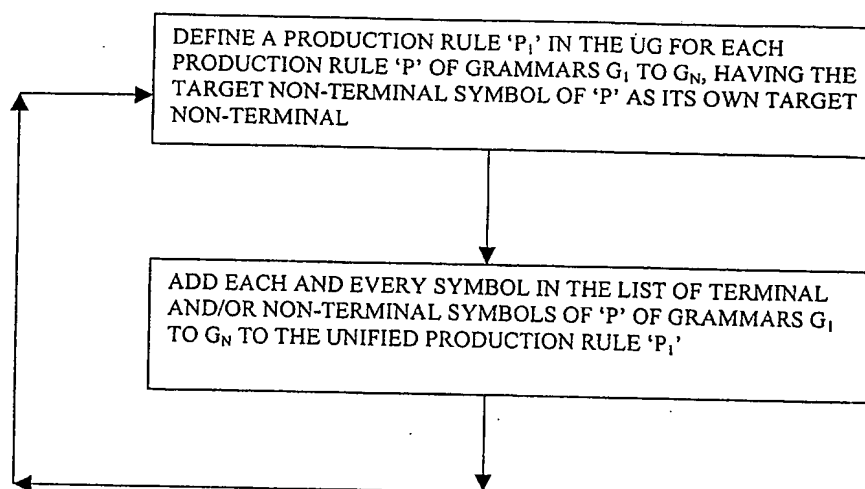 DEFINE A PRODUCTION RULE ‘P₁’ IN THE UG FOR EACH
PRODUCTION RULE ‘P’ OF GRAMMARS G₁ TO G_N, HAVING THE
TARGET NON-TERMINAL SYMBOL OF ‘P’ AS ITS OWN TARGET
NON-TERMINAL
ADD EACH AND EVERY SYMBOL IN THE LIST OF TERMINAL
AND/OR NON-TERMINAL SYMBOLS OF ‘P’ OF GRAMMARS G₁
TO G_N TO THE UNIFIED PRODUCTION RULE ‘P₁’